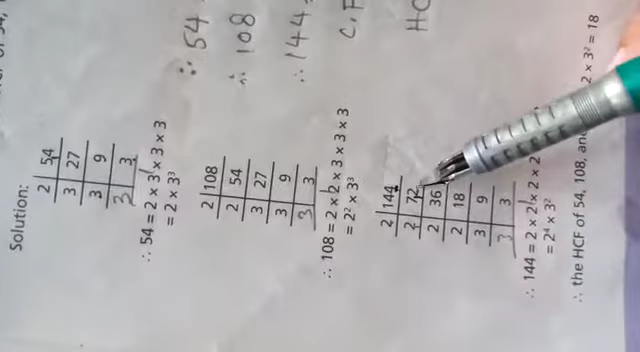 Solution:
2 54
3 27
3 9
3 3
∴ 54 = 2 × 3 × 3 × 3
= 2 × 3³
2 108
2 54
3 27
3 9
3 3
∴ 108 = 2 × 2 × 3 × 3 × 3
= 2² × 3³
2 144
2 72
2 36
2 18
3 9
3 3
∴ 144 = 2 × 2 × 2 × 2
= 2⁴ × 3²
∴ the HCF of 54, 108, and 2 × 3² = 18
∴ 54
∴ 108
∴ 144
C.F
HC